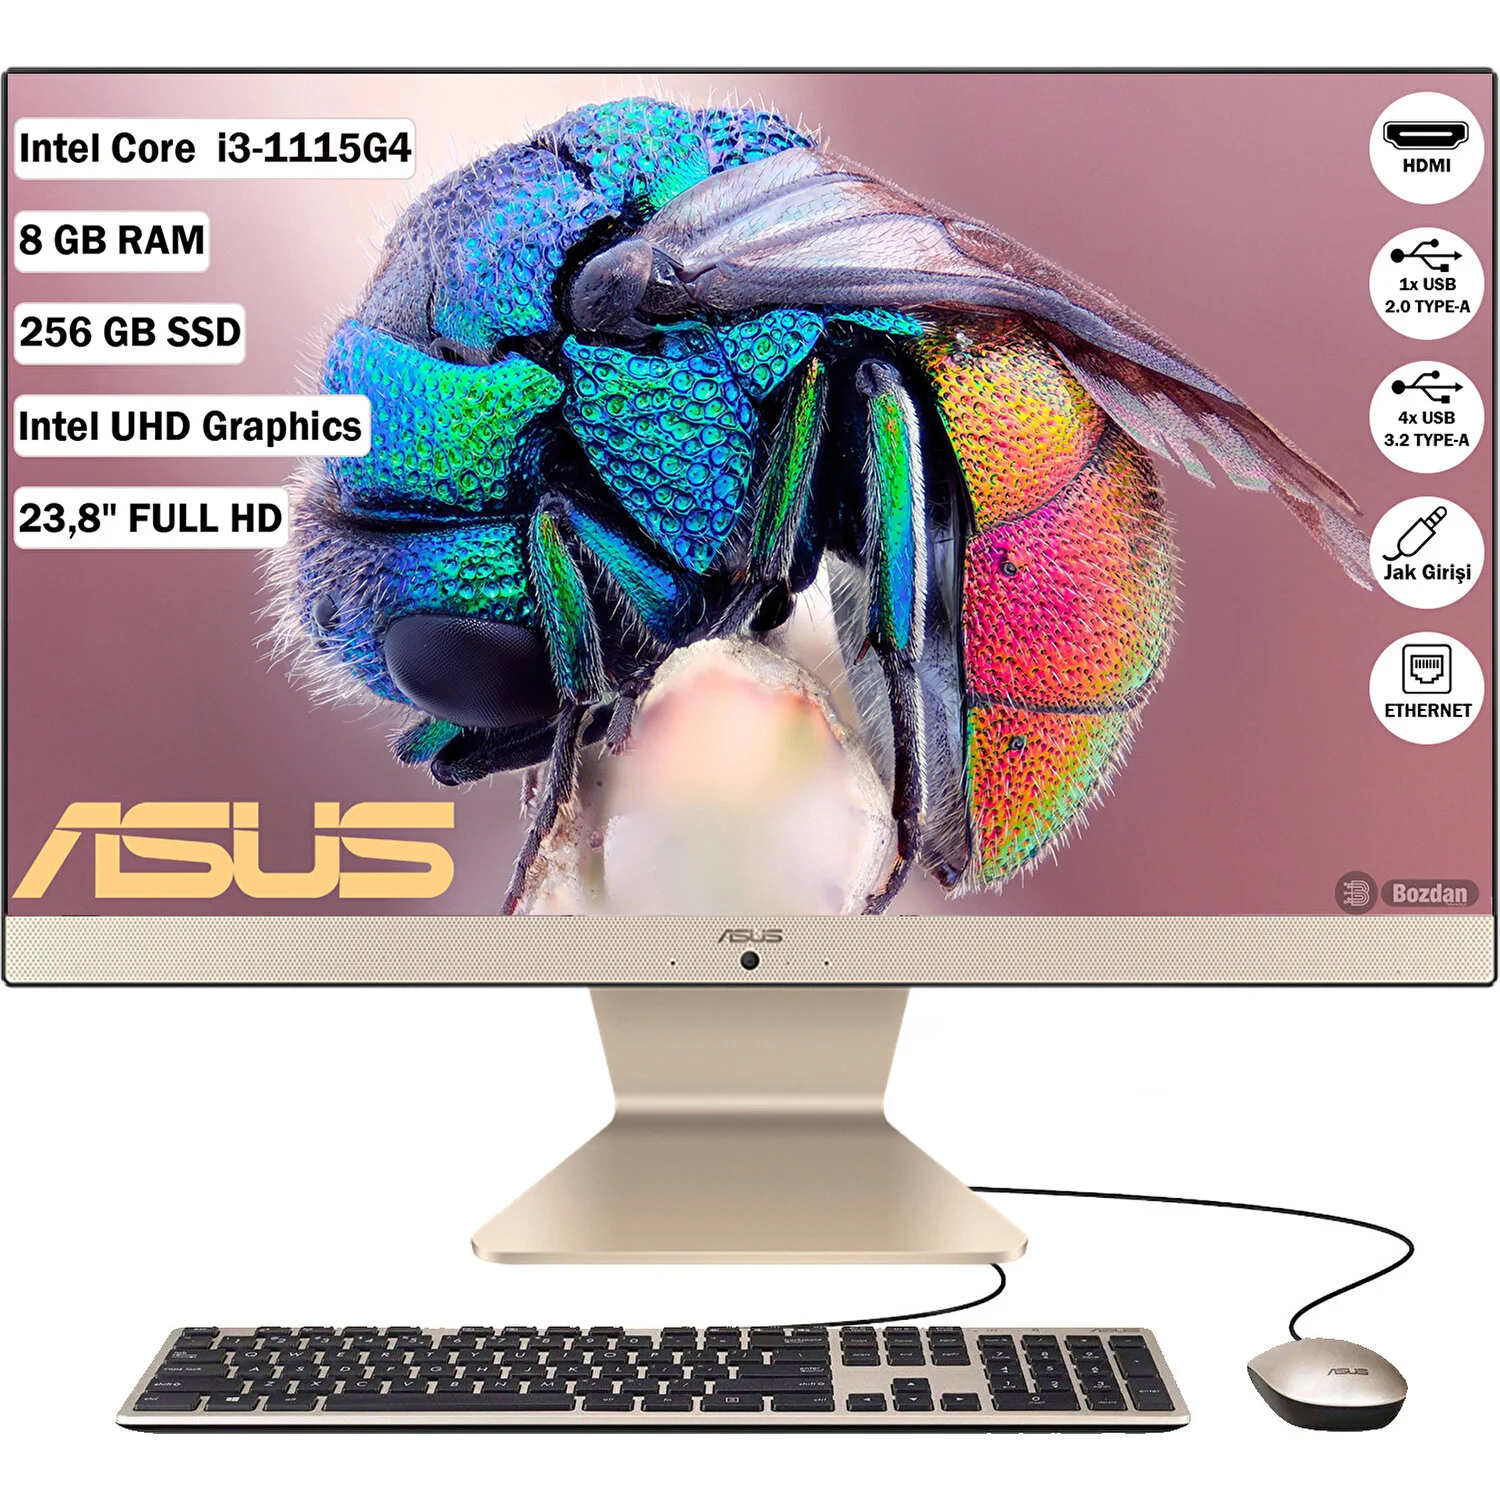 Intel Core i3-1115G4
8 GB RAM
256 GB SSD
Intel UHD Graphics
23,8" FULL HD
HDMI
1x USB
2.0 TYPE-A
4x USB
3.2 TYPE-A
Jak Girişi
ETHERNET
ASUS
Bozdan
ASUS
ASUS